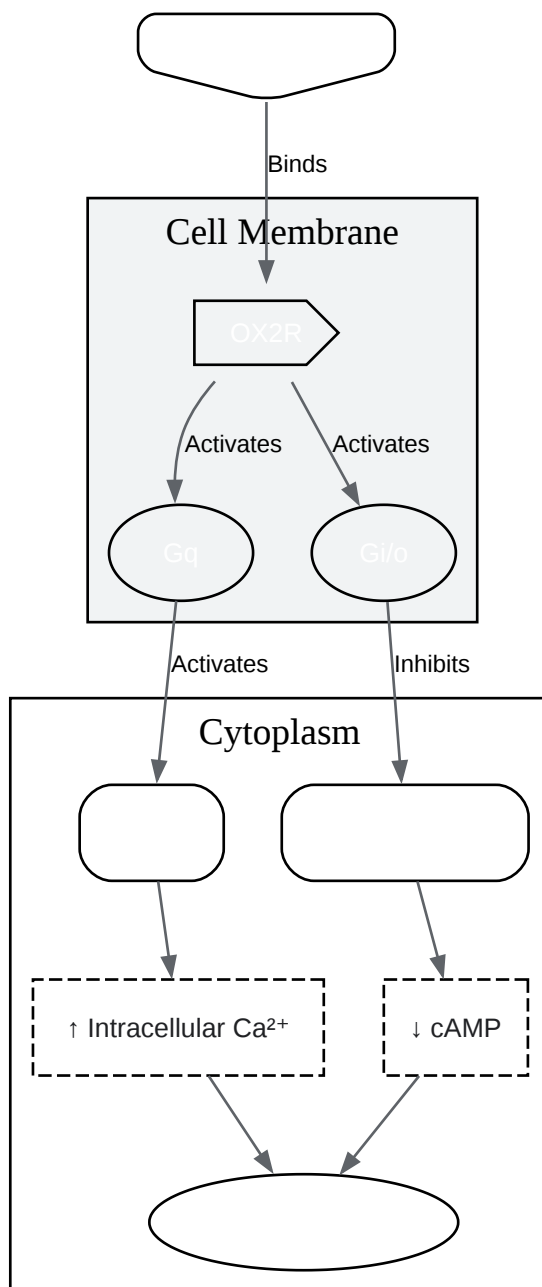 Binds
Cell Membrane
OX2R
Activates
Activates
Gq
Gi/o
Activates
Inhibits
Cytoplasm
↑ Intracellular Ca²⁺
↓ cAMP